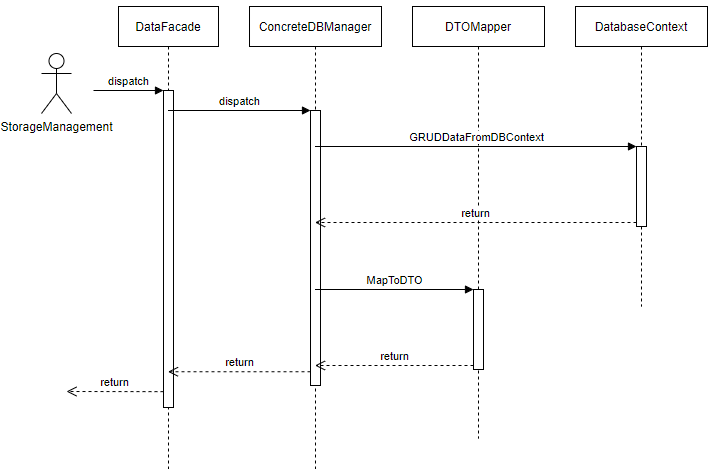 DataFacade
ConcreteDBManager
DTOMapper
DatabaseContext
dispatch
StorageManagement
dispatch
GRUDDataFromDBContext
return
MapToDTO
return
return
return